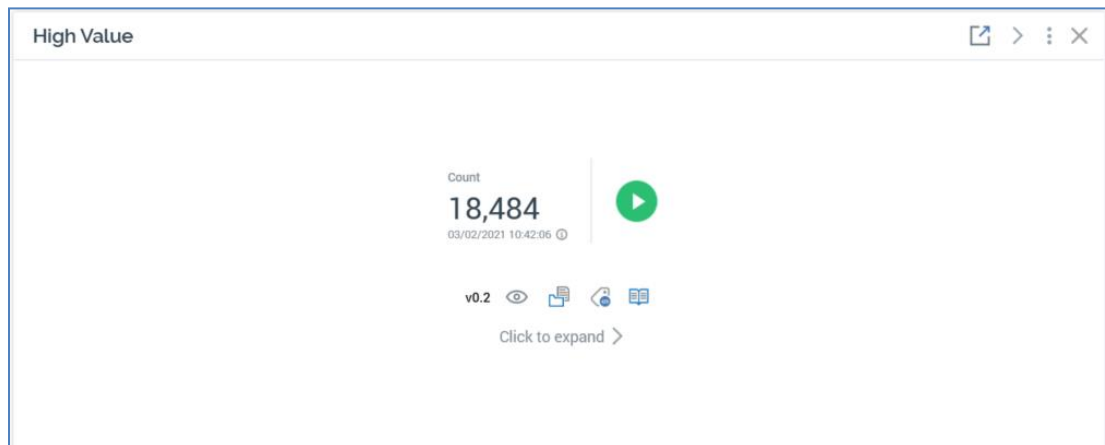 High Value
Count
18,484
03/02/2021 10:42:06
v0.2
Click to expand